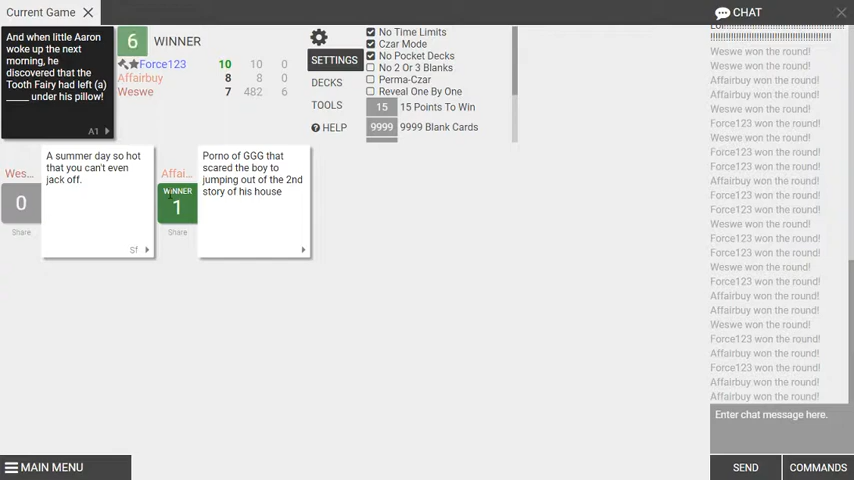 Current Game
And when little Aaron
woke up the next
morning, he
discovered that the
Tooth Fairy had left (a)
_____ under his pillow!
A1
6 WINNER
Force123 10 10 0
Affairbuy 8 8 0
Weswe 7 482 6
SETTINGS
DECKS
TOOLS
HELP
No Time Limits
Czar Mode
No Pocket Decks
No 2 Or 3 Blanks
Perma-Czar
Reveal One By One
15 15 Points To Win
9999 9999 Blank Cards
Wes...
0
Share
A summer day so hot
that you can't even
jack off.
Sf
Affai...
WINNER
1
Share
Porno of GGG that
scared the boy to
jumping out of the 2nd
story of his house
CHAT
Weswe won the round!
Weswe won the round!
Affairbuy won the round!
Affairbuy won the round!
Weswe won the round!
Force123 won the round!
Weswe won the round!
Force123 won the round!
Force123 won the round!
Affairbuy won the round!
Force123 won the round!
Force123 won the round!
Weswe won the round!
Force123 won the round!
Force123 won the round!
Weswe won the round!
Force123 won the round!
Affairbuy won the round!
Affairbuy won the round!
Weswe won the round!
Force123 won the round!
Affairbuy won the round!
Force123 won the round!
Affairbuy won the round!
Affairbuy won the round!
Enter chat message here.
SEND
COMMANDS
MAIN MENU